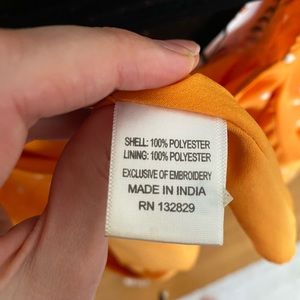 SHELL: 100% POLYESTER
LINING: 100% POLYESTER
EXCLUSIVE OF EMBROIDERY
MADE IN INDIA
RN 132829